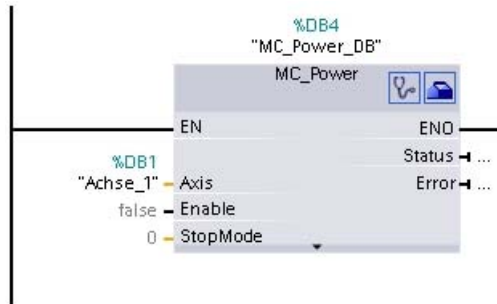 %DB4
"MC_Power_DB"
MC_Power
EN ENO
Status ...
%DB1
"Achse_1" Axis Error ...
false Enable
0 StopMode